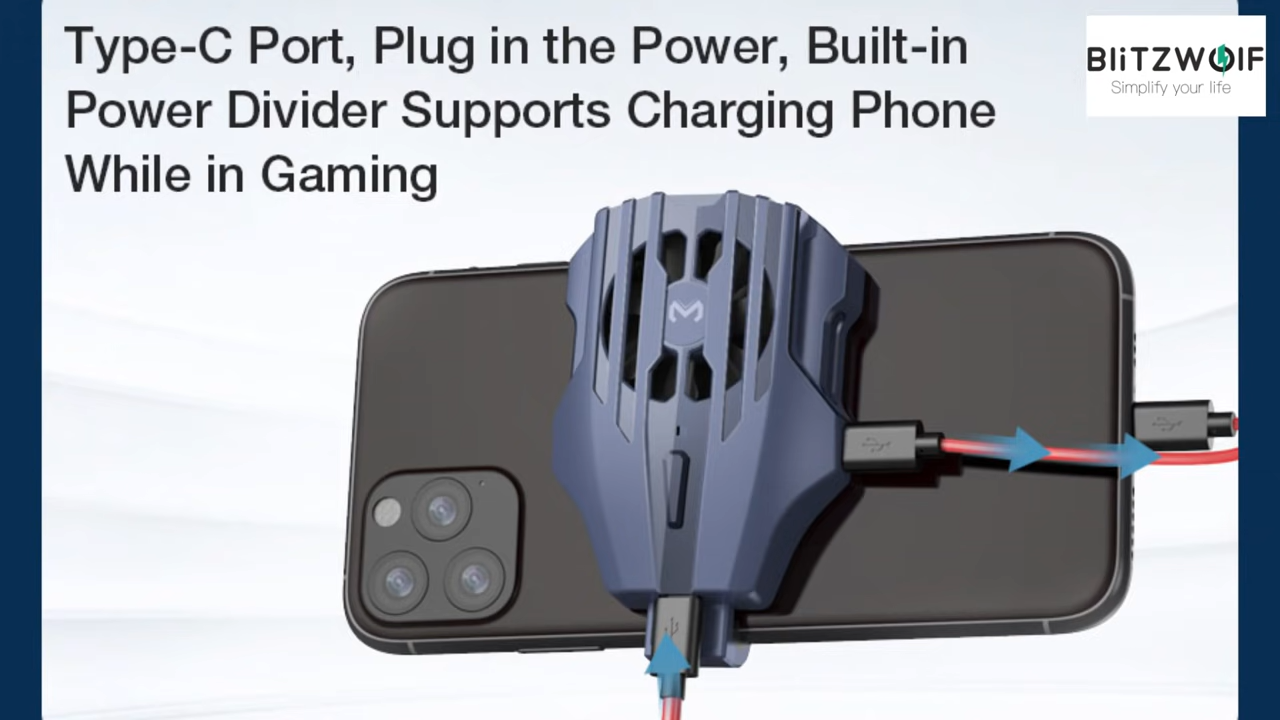 Type-C Port, Plug in the Power, Built-in
Power Divider Supports Charging Phone
While in Gaming
BlitzWolf
Simplify your life